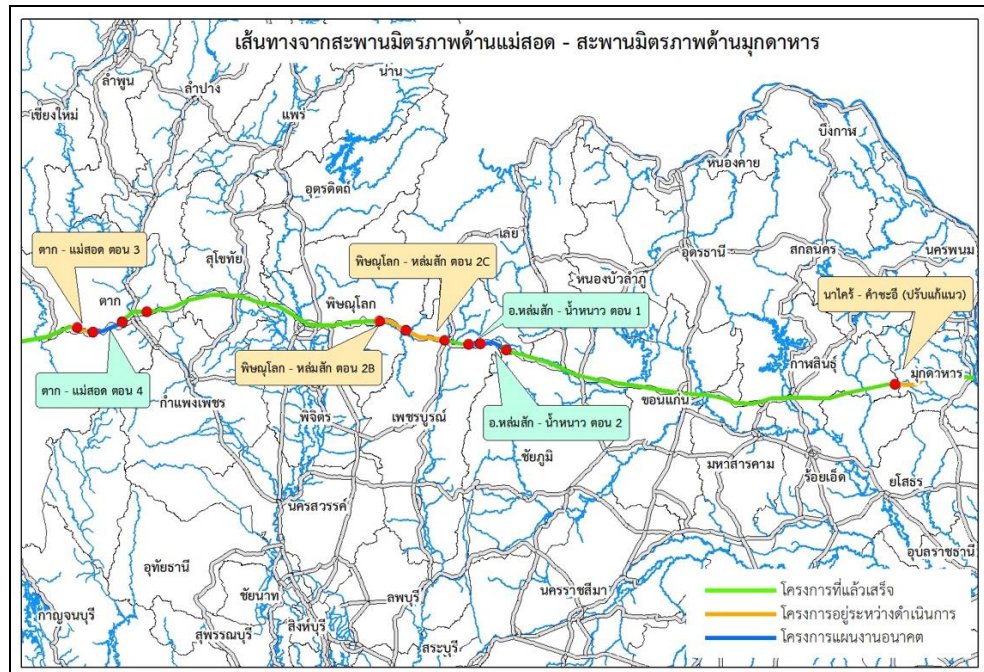 เส้นทางจากสะพานมิตรภาพด้านแม่สอด - สะพานมิตรภาพด้านมุกดาหาร
น่าน
ลำพูน
ลำปาง
เชียงใหม่
แพร่
บึงกาฬ
หนองคาย
อุตรดิตถ์
เลย
อุดรธานี
สกลนคร
นครพนม
ตาก - แม่สอด ตอน 3
สุโขทัย
พิษณุโลก - หล่มสัก ตอน 2C
หนองบัวลำภู
นาไคร้ - คำชะอี (ปรับแก้แนว)
ตาก
พิษณุโลก
อ.หล่มสัก - น้ำหนาว ตอน 1
พิษณุโลก - หล่มสัก ตอน 2B
กาฬสินธุ์
มุกดาหาร
ตาก - แม่สอด ตอน 4
กำแพงเพชร
พิจิตร
เพชรบูรณ์
อ.หล่มสัก - น้ำหนาว ตอน 2
ขอนแก่น
ชัยภูมิ
มหาสารคาม
ร้อยเอ็ด
ยโสธร
นครสวรรค์
อุบลราชธานี
อุทัยธานี
ชัยนาท
ลพบุรี
นครราชสีมา
โครงการที่แล้วเสร็จ
กาญจนบุรี
สุพรรณบุรี
สิงห์บุรี
สระบุรี
โครงการอยู่ระหว่างดำเนินการ
โครงการแผนงานอนาคต